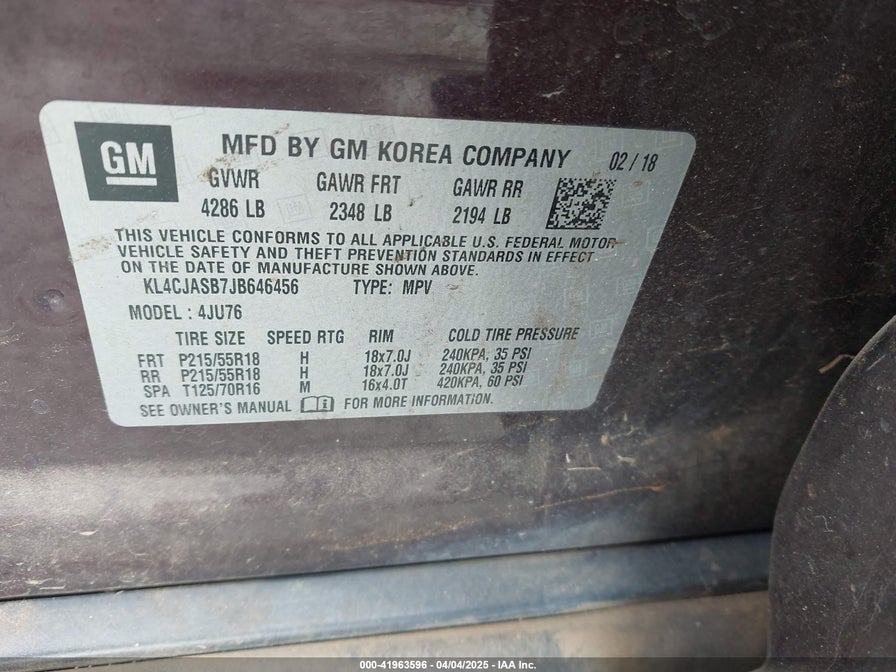 GM
MFD BY GM KOREA COMPANY 02 / 18
GVWR GAWR FRT GAWR RR
4286 LB 2348 LB 2194 LB
THIS VEHICLE CONFORMS TO ALL APPLICABLE U.S. FEDERAL MOTOR
VEHICLE SAFETY AND THEFT PREVENTION STANDARDS IN EFFECT
ON THE DATE OF MANUFACTURE SHOWN ABOVE.
KL4CJASB7JB646456 TYPE: MPV
MODEL : 4JU76
TIRE SIZE SPEED RTG RIM COLD TIRE PRESSURE
FRT P215/55R18 H 18x7.0J 240KPA, 35 PSI
RR P215/55R18 H 18x7.0J 240KPA, 35 PSI
SPA T125/70R16 M 16x4.0T 420KPA, 60 PSI
SEE OWNER'S MANUAL FOR MORE INFORMATION.
000-41963596 - 04/04/2025 - IAA Inc.